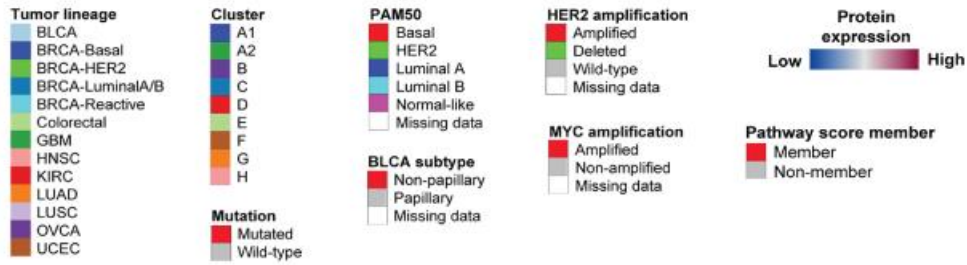 Tumor lineage
BLCA
BRCA-Basal
BRCA-HER2
BRCA-LuminalA/B
BRCA-Reactive
Colorectal
GBM
HNSC
KIRC
LUAD
LUSC
OVCA
UCEC
Cluster
A1
A2
B
C
D
E
F
G
H
Mutation
Mutated
Wild-type
PAM50
Basal
HER2
Luminal A
Luminal B
Normal-like
Missing data
BLCA subtype
Non-papillary
Papillary
Missing data
HER2 amplification
Amplified
Deleted
Wild-type
Missing data
MYC amplification
Amplified
Non-amplified
Missing data
Protein
expression
Low High
Pathway score member
Member
Non-member